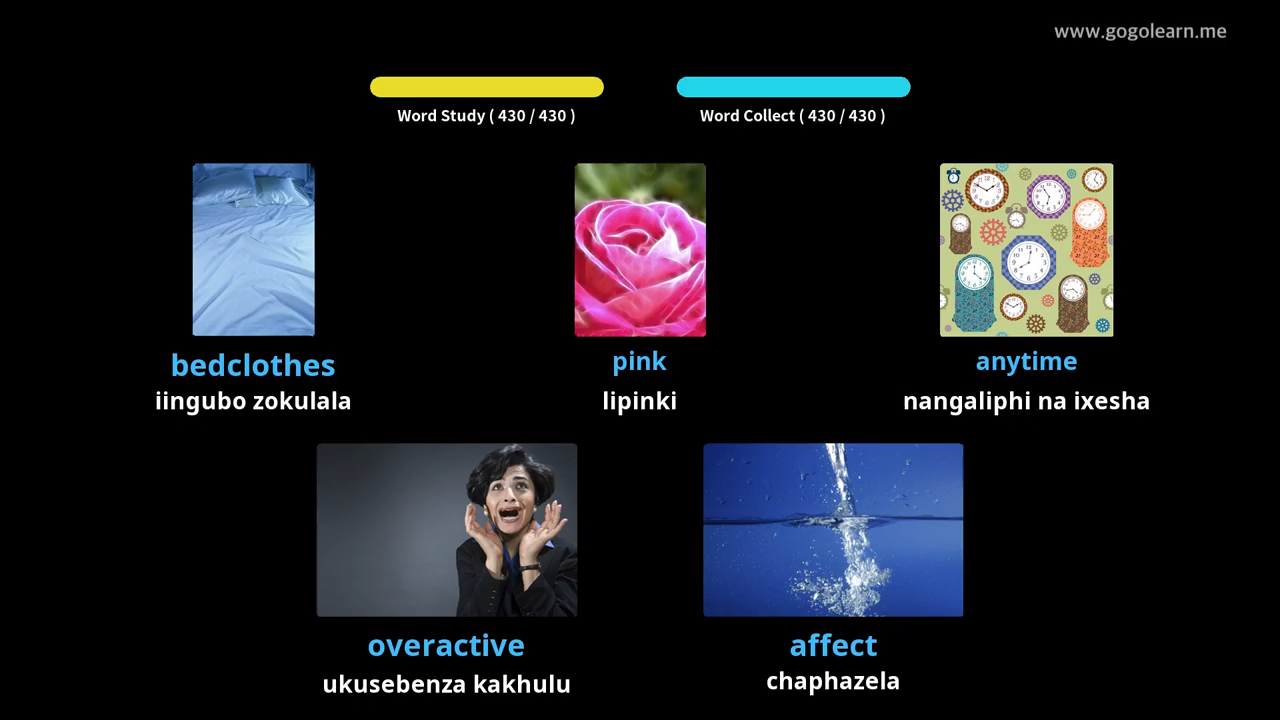 www.gogolearn.me
Word Study ( 430 / 430 )
Word Collect ( 430 / 430 )
bedclothes
iingubo zokulala
pink
lipinki
anytime
nangaliphi na ixesha
overactive
ukusebenza kakhulu
affect
chaphazela